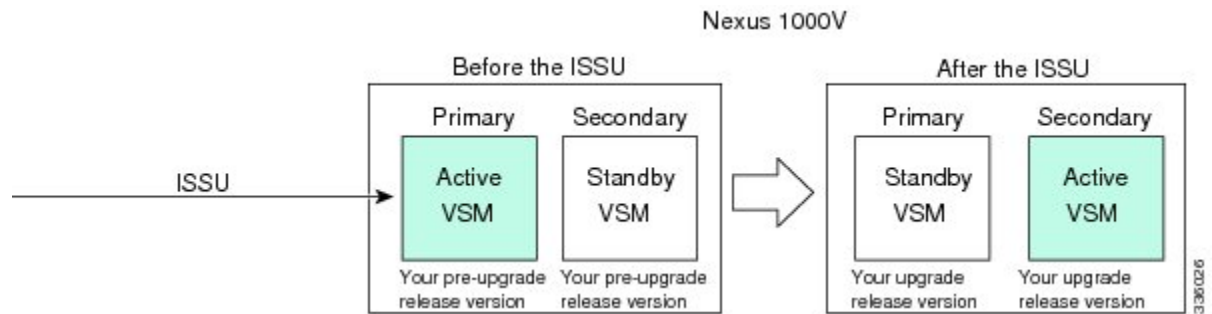 Nexus 1000V
Before the ISSU
After the ISSU
Primary
Secondary
Primary
Secondary
ISSU
Active
VSM
Standby
VSM
Standby
VSM
Active
VSM
Your pre-upgrade
release version
Your pre-upgrade
release version
Your upgrade
release version
Your upgrade
release version
336026